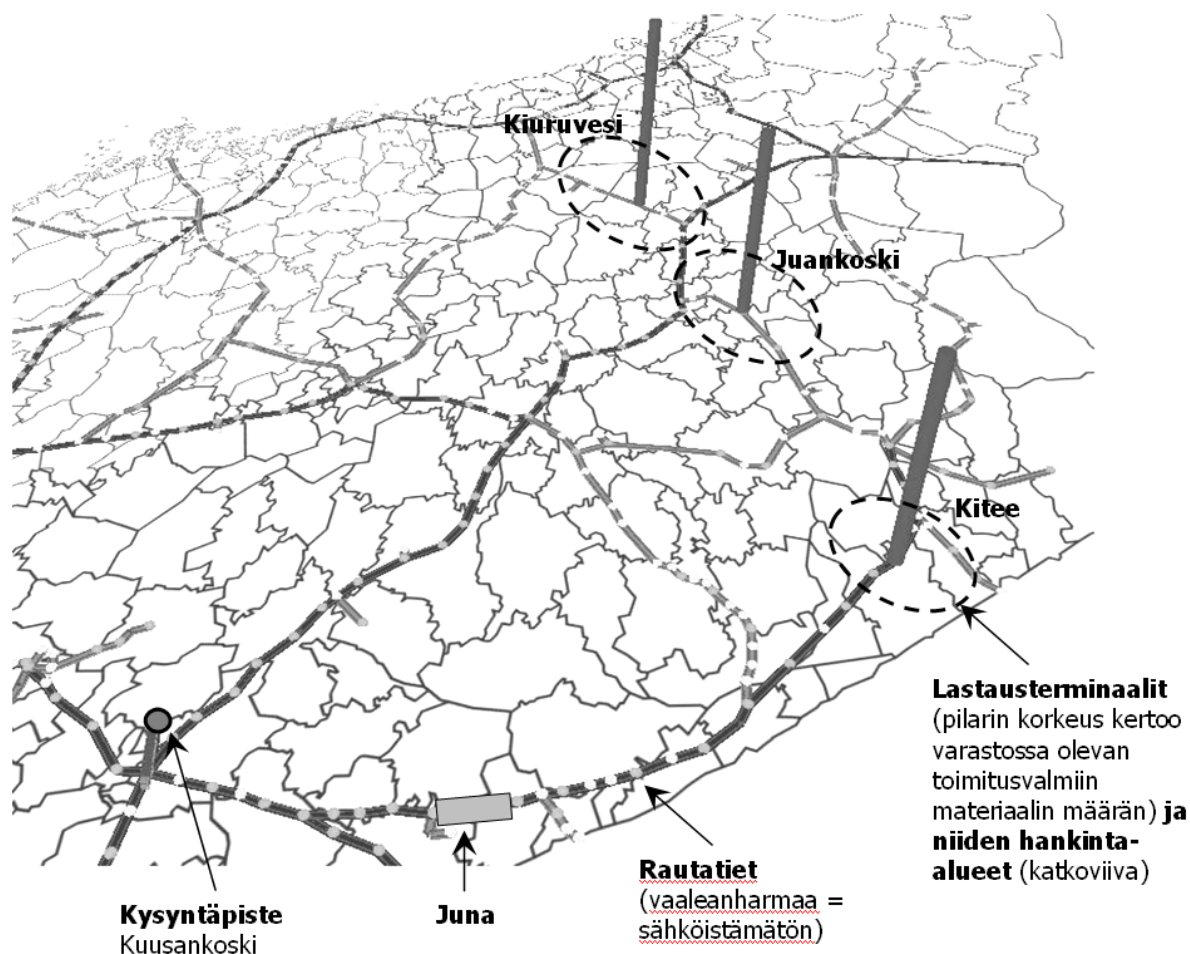 Kiuruvesi
Juankoski
Kitee
Lastausterminaalit
(pilarin korkeus kertoo
varastossa olevan
toimitusvalmiin
materiaalin määrän) ja
niiden hankinta-
alueet (katkoviiva)
Rautatiet
(vaaleanharmaa =
sähköistämätön)
Juna
Kysyntäpiste
Kuusankoski